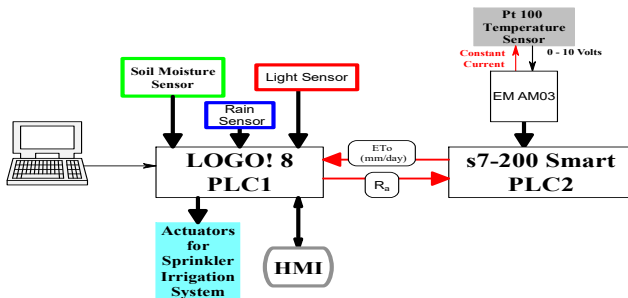 Pt 100
Temperature
Sensor
Constant
Current
0 - 10 Volts
EM AM03
Soil Moisture
Sensor
Light Sensor
Rain
Sensor
LOGO! 8
PLC1
ETo
(mm/day)
Ra
s7-200 Smart
PLC2
Actuators for
Sprinkler
Irrigation
System
HMI